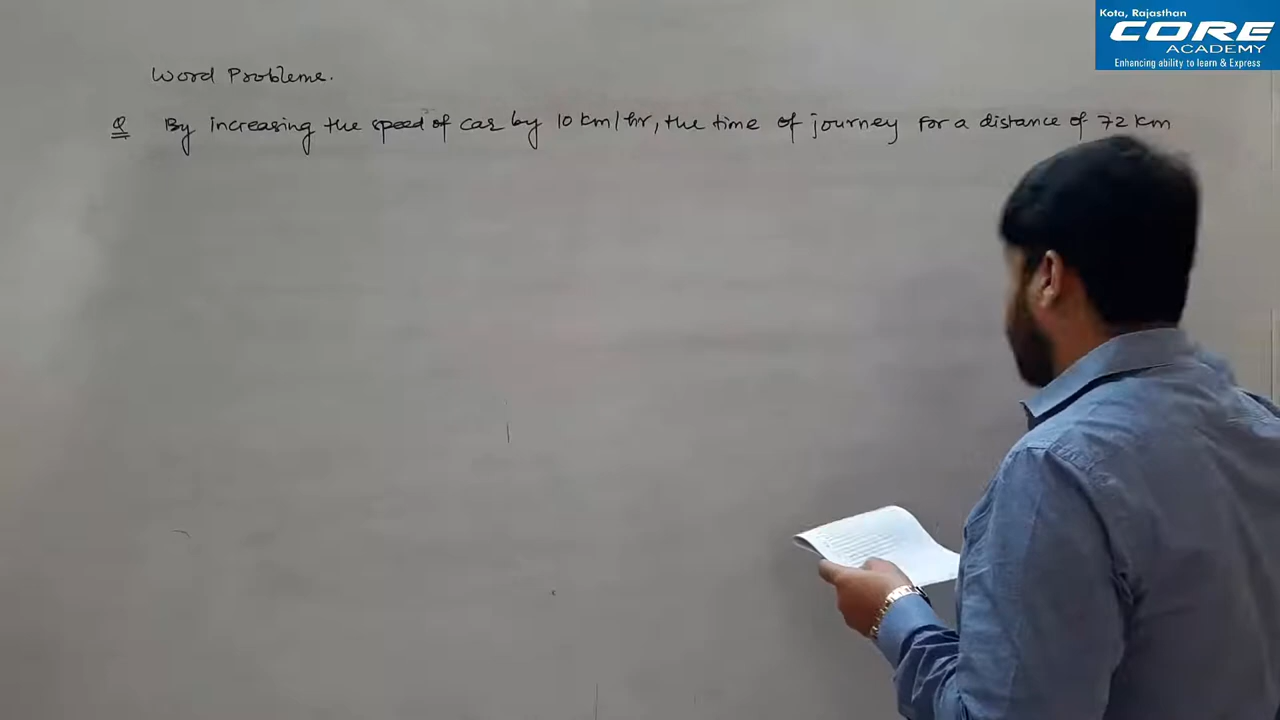 Kota, Rajasthan
CORE
ACADEMY
Enhancing ability to learn & Express
Word Probleme.
Q By increasing the speed of car by 10 km/hr, the time of journey for a distance of 72 km